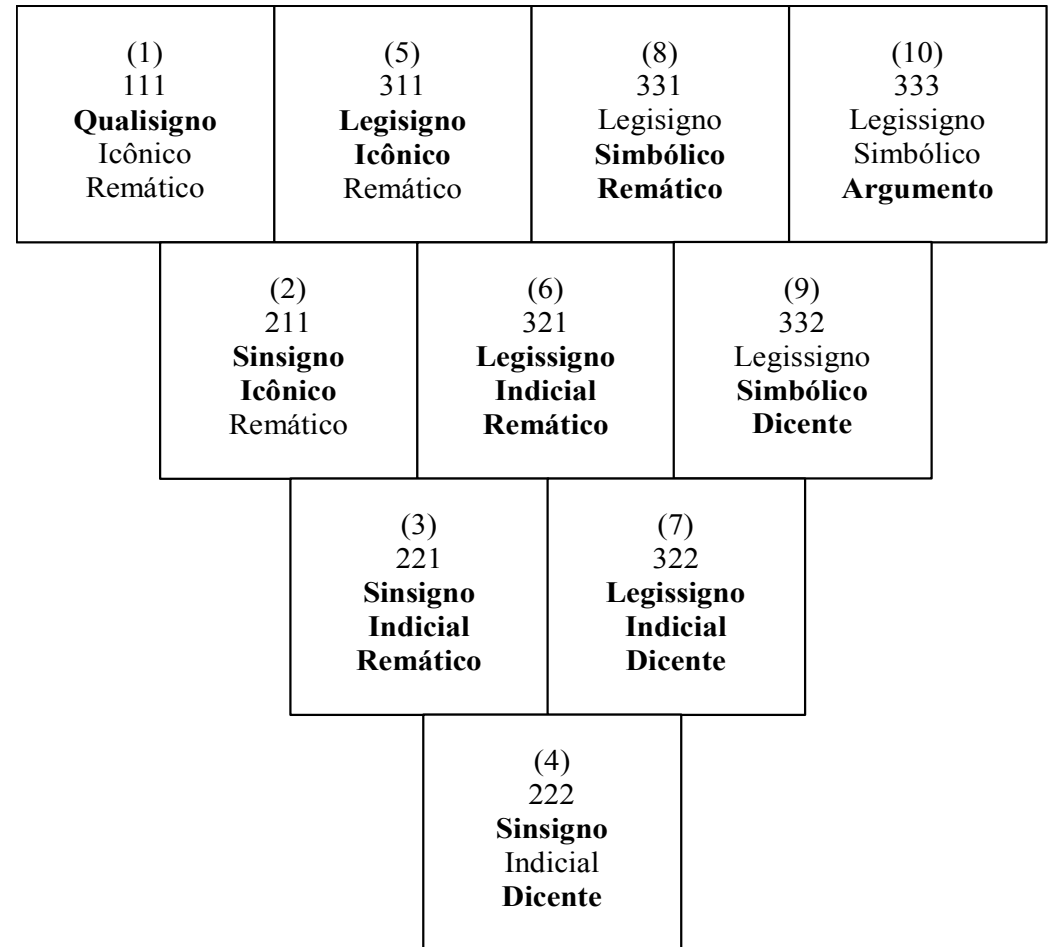 (1)
111
Qualisigno
Icônico
Remático
(5)
311
Legisigno
Icônico
Remático
(8)
331
Legisigno
Simbólico
Remático
(10)
333
Legissigno
Simbólico
Argumento
(2)
211
Sinsigno
Icônico
Remático
(6)
321
Legissigno
Indicial
Remático
(9)
332
Legissigno
Simbólico
Dicente
(3)
221
Sinsigno
Indicial
Remático
(7)
322
Legissigno
Indicial
Dicente
(4)
222
Sinsigno
Indicial
Dicente